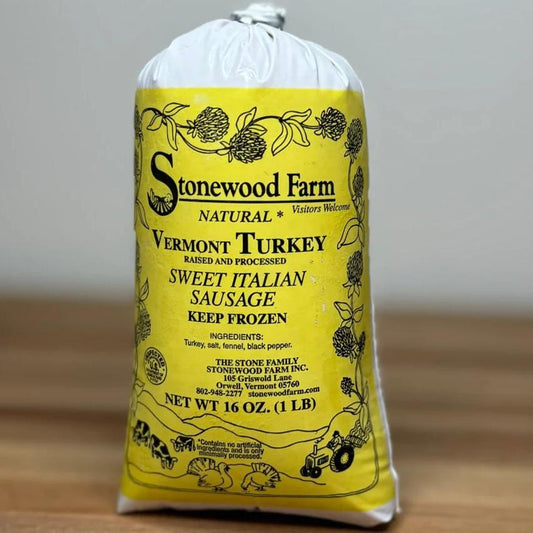 Stonewood Farm
Visitors Welcome
NATURAL *
VERMONT TURKEY
RAISED AND PROCESSED
SWEET ITALIAN
SAUSAGE
KEEP FROZEN
INGREDIENTS:
Turkey, salt, fennel, black pepper.
THE STONE FAMILY
STONEWOOD FARM INC.
105 Griswold Lane
Orwell, Vermont 05760
802-948-2277 stonewoodfarm.com
NET WT 16 OZ. (1 LB)
*Contains no artificial
ingredients and is only
minimally processed.